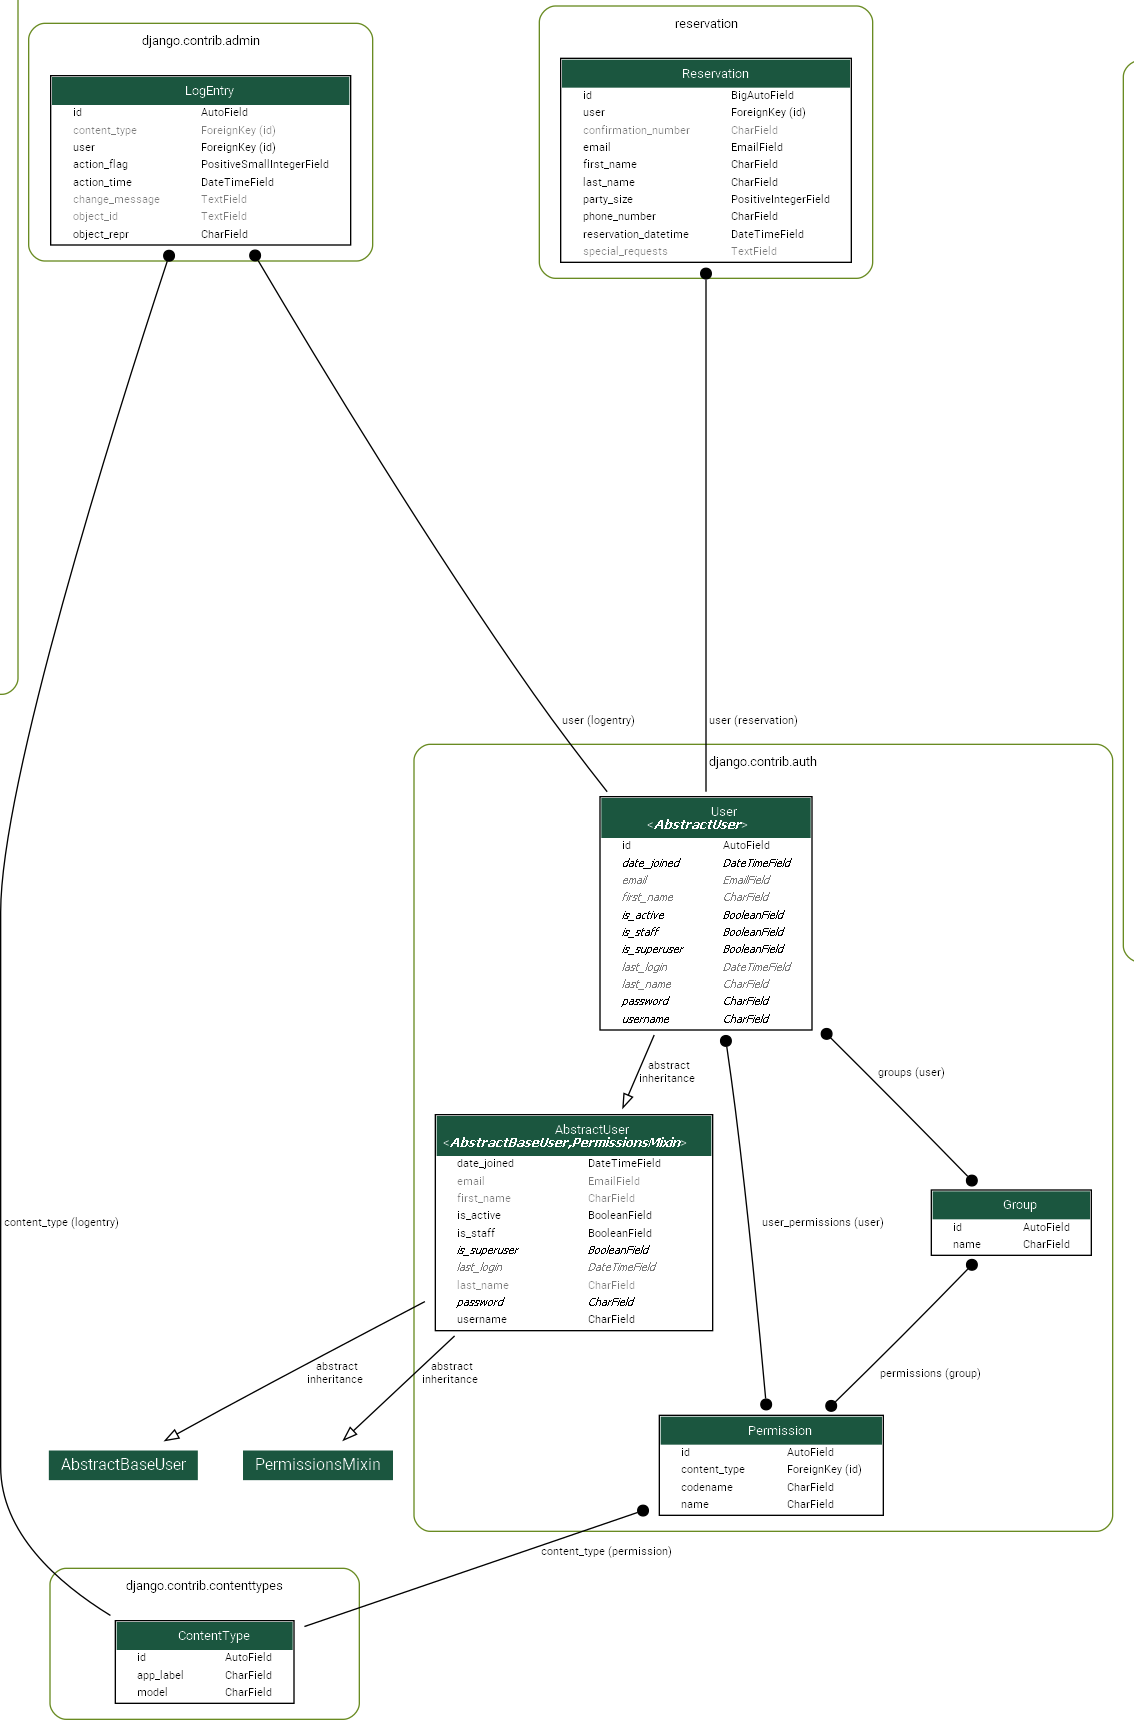 django.contrib.admin
LogEntry
id AutoField
content_type ForeignKey (id)
user ForeignKey (id)
action_flag PositiveSmallIntegerField
action_time DateTimeField
change_message TextField
object_id TextField
object_repr CharField
reservation
Reservation
id BigAutoField
user ForeignKey (id)
confirmation_number CharField
email EmailField
first_name CharField
last_name CharField
party_size PositiveIntegerField
phone_number CharField
reservation_datetime DateTimeField
special_requests TextField
user (logentry)
user (reservation)
django.contrib.auth
User
<AbstractUser>
id AutoField
date_joined DateTimeField
email EmailField
first_name CharField
is_active BooleanField
is_staff BooleanField
is_superuser BooleanField
last_login DateTimeField
last_name CharField
password CharField
username CharField
abstract
inheritance
groups (user)
AbstractUser
<AbstractBaseUser,PermissionsMixin>
date_joined DateTimeField
email EmailField
first_name CharField
is_active BooleanField
is_staff BooleanField
is_superuser BooleanField
last_login DateTimeField
last_name CharField
password CharField
username CharField
Group
id AutoField
name CharField
content_type (logentry)
user_permissions (user)
abstract
inheritance
abstract
inheritance
permissions (group)
AbstractBaseUser
PermissionsMixin
Permission
id AutoField
content_type ForeignKey (id)
codename CharField
name CharField
content_type (permission)
django.contrib.contenttypes
ContentType
id AutoField
app_label CharField
model CharField